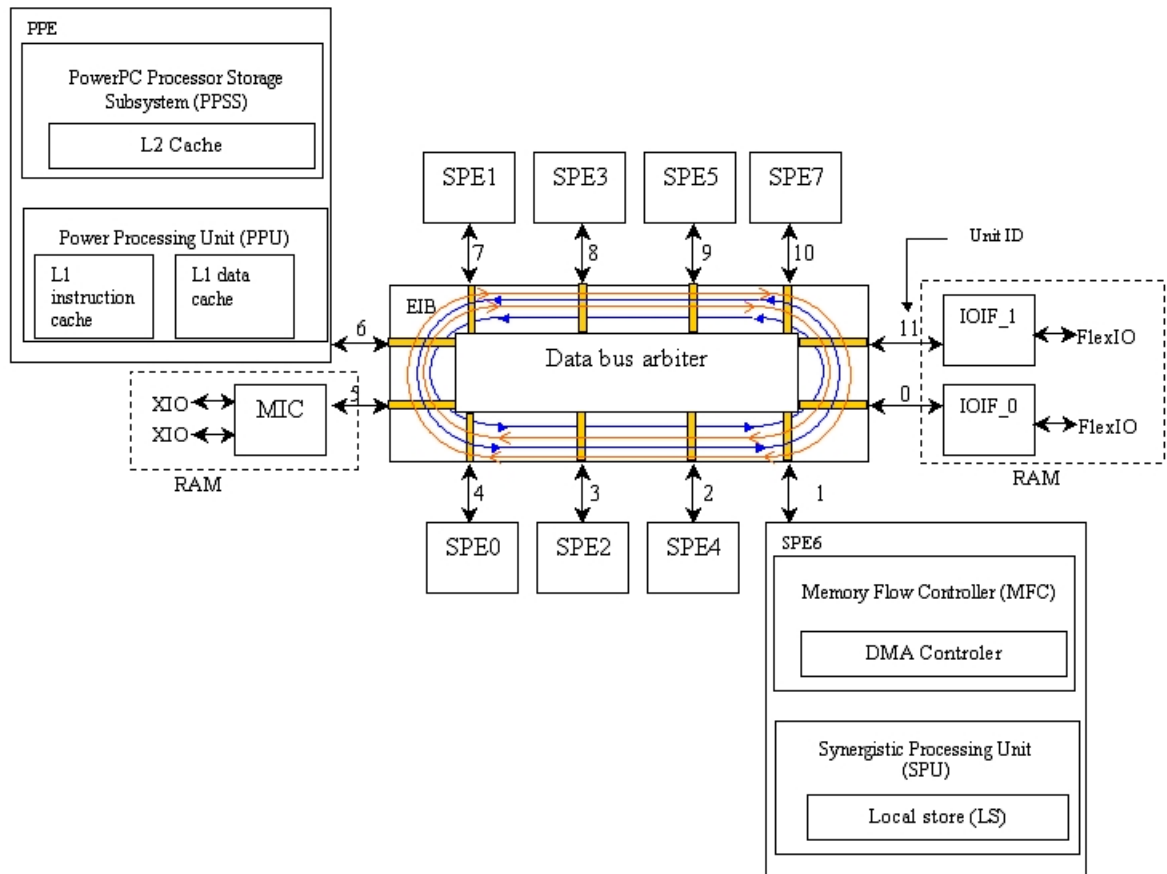 PPE
PowerPC Processor Storage
Subsystem (PPSS)
L2 Cache
Power Processing Unit (PPU)
L1
instruction
cache
L1 data
cache
SPE1
SPE3
SPE5
SPE7
7
8
9
10
Unit ID
EIB
6
11
IOIF_1
FlexIO
Data bus arbiter
XIO
XIO
MIC
5
0
IOIF_0
FlexIO
RAM
RAM
4
3
2
1
SPE0
SPE2
SPE4
SPE6
Memory Flow Controller (MFC)
DMA Controler
Synergistic Processing Unit
(SPU)
Local store (LS)